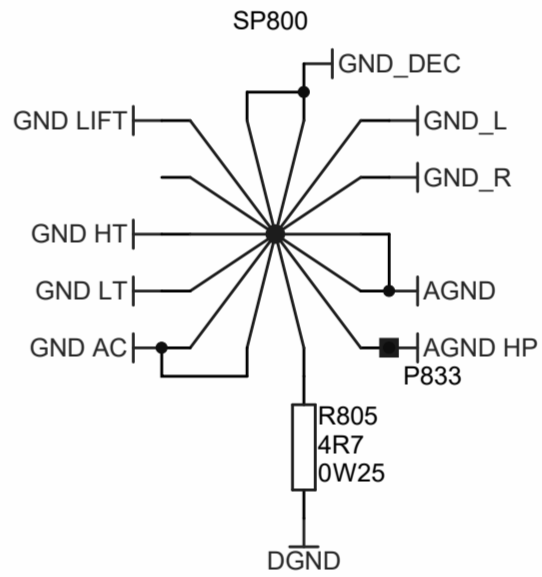 SP800
GND_DEC
GND LIFT
GND_L
GND_R
GND HT
GND LT
AGND
GND AC
AGND HP
P833
R805
4R7
0W25
DGND